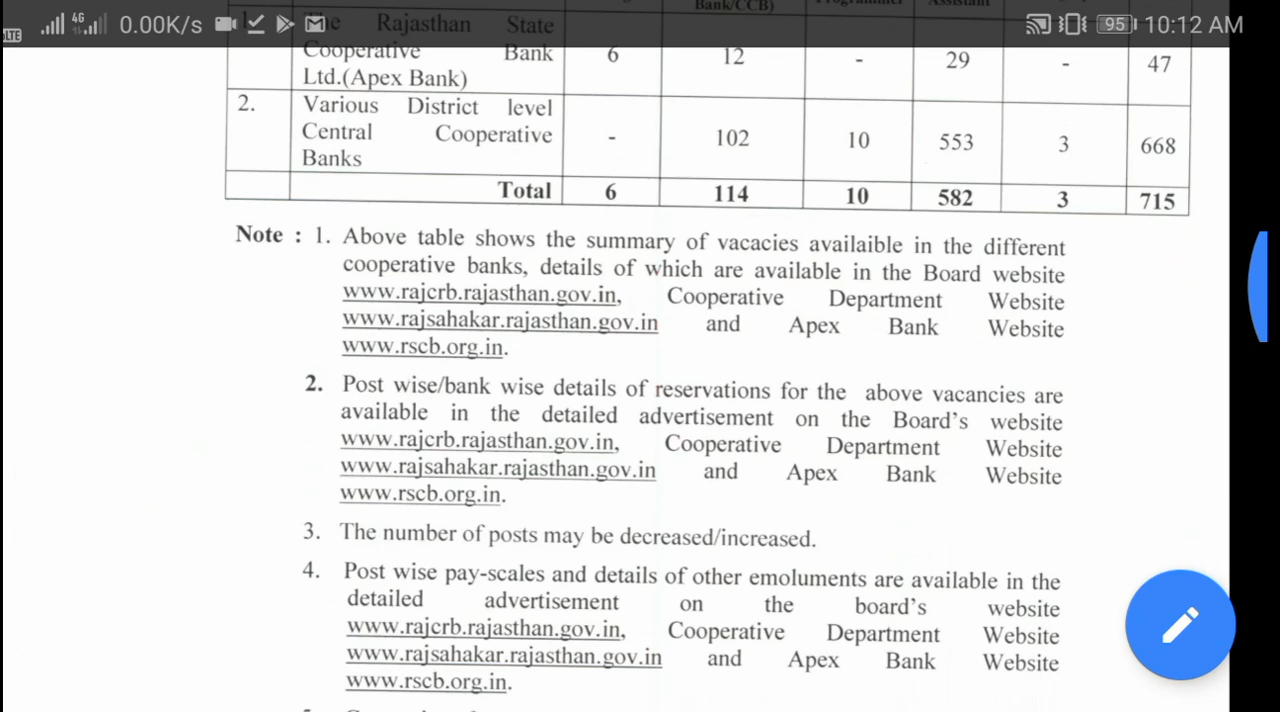 LTE 4G 0.00K/s 95 10:12 AM
Bank/CCB) Programmer Assistant
1. The Rajasthan State
Cooperative Bank 6 12 - 29 - 47
Ltd.(Apex Bank)
2. Various District level
Central Cooperative - 102 10 553 3 668
Banks
Total 6 114 10 582 3 715
Note : 1. Above table shows the summary of vacacies availaible in the different
cooperative banks, details of which are available in the Board website
www.rajcrb.rajasthan.gov.in, Cooperative Department Website
www.rajsahakar.rajasthan.gov.in and Apex Bank Website
www.rscb.org.in.
2. Post wise/bank wise details of reservations for the above vacancies are
available in the detailed advertisement on the Board's website
www.rajcrb.rajasthan.gov.in, Cooperative Department Website
www.rajsahakar.rajasthan.gov.in and Apex Bank Website
www.rscb.org.in.
3. The number of posts may be decreased/increased.
4. Post wise pay-scales and details of other emoluments are available in the
detailed advertisement on the board's website
www.rajcrb.rajasthan.gov.in, Cooperative Department Website
www.rajsahakar.rajasthan.gov.in and Apex Bank Website
www.rscb.org.in.